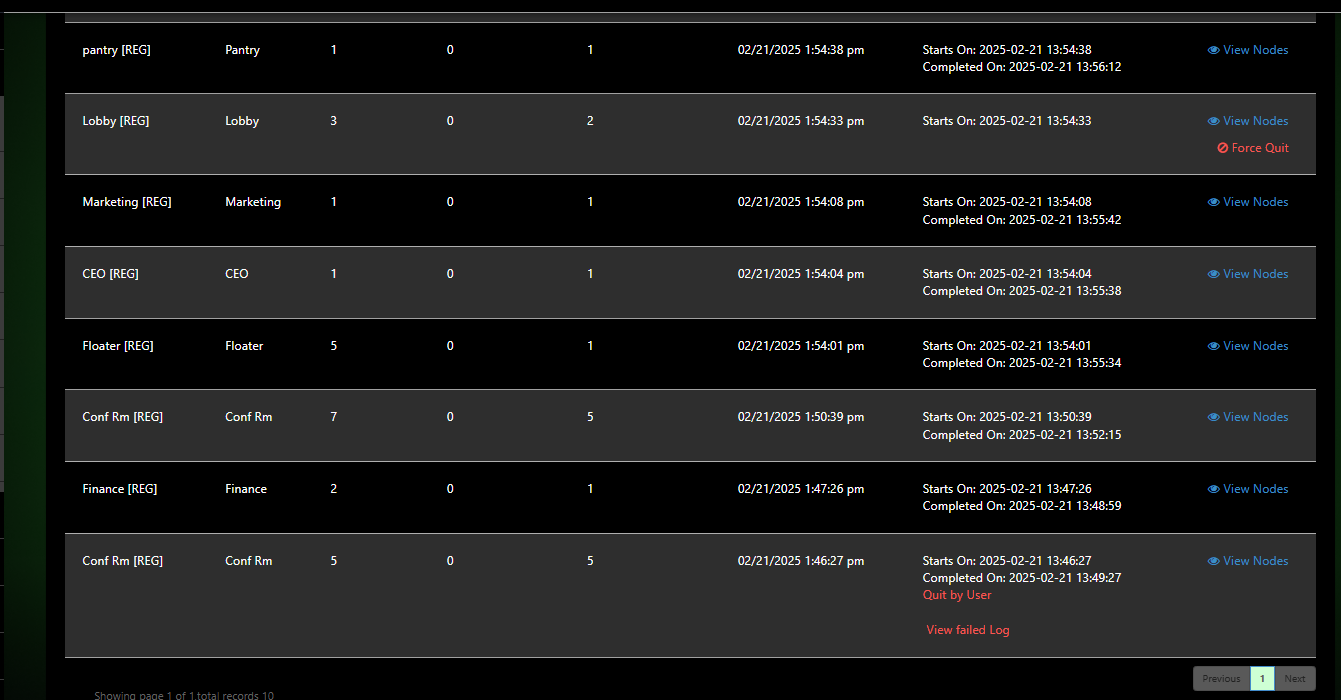 pantry [REG] Pantry 1 0 1 02/21/2025 1:54:38 pm Starts On: 2025-02-21 13:54:38 View Nodes
Completed On: 2025-02-21 13:56:12
Lobby [REG] Lobby 3 0 2 02/21/2025 1:54:33 pm Starts On: 2025-02-21 13:54:33 View Nodes
Force Quit
Marketing [REG] Marketing 1 0 1 02/21/2025 1:54:08 pm Starts On: 2025-02-21 13:54:08 View Nodes
Completed On: 2025-02-21 13:55:42
CEO [REG] CEO 1 0 1 02/21/2025 1:54:04 pm Starts On: 2025-02-21 13:54:04 View Nodes
Completed On: 2025-02-21 13:55:38
Floater [REG] Floater 5 0 1 02/21/2025 1:54:01 pm Starts On: 2025-02-21 13:54:01 View Nodes
Completed On: 2025-02-21 13:55:34
Conf Rm [REG] Conf Rm 7 0 5 02/21/2025 1:50:39 pm Starts On: 2025-02-21 13:50:39 View Nodes
Completed On: 2025-02-21 13:52:15
Finance [REG] Finance 2 0 1 02/21/2025 1:47:26 pm Starts On: 2025-02-21 13:47:26 View Nodes
Completed On: 2025-02-21 13:48:59
Conf Rm [REG] Conf Rm 5 0 5 02/21/2025 1:46:27 pm Starts On: 2025-02-21 13:46:27 View Nodes
Completed On: 2025-02-21 13:49:27
Quit by User
View failed Log
Previous 1 Next
Showing page 1 of 1,total records 10